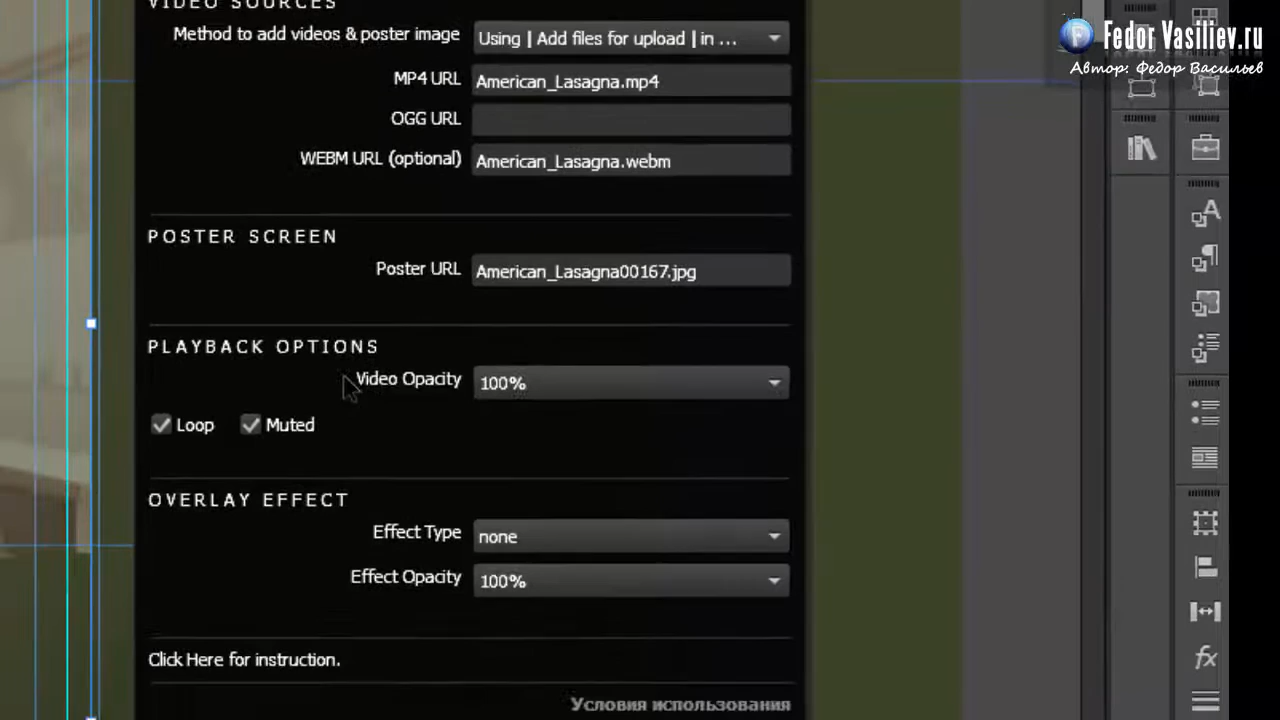 VIDEO SOURCES
Method to add videos & poster image Using | Add files for upload | in ...
MP4 URL American_Lasagna.mp4
OGG URL
WEBM URL (optional) American_Lasagna.webm
POSTER SCREEN
Poster URL American_Lasagna00167.jpg
PLAYBACK OPTIONS
Video Opacity 100%
Loop Muted
OVERLAY EFFECT
Effect Type none
Effect Opacity 100%
Click Here for instruction.
Условия использования
Fedor Vasiliev.ru
Автор: Федор Васильев